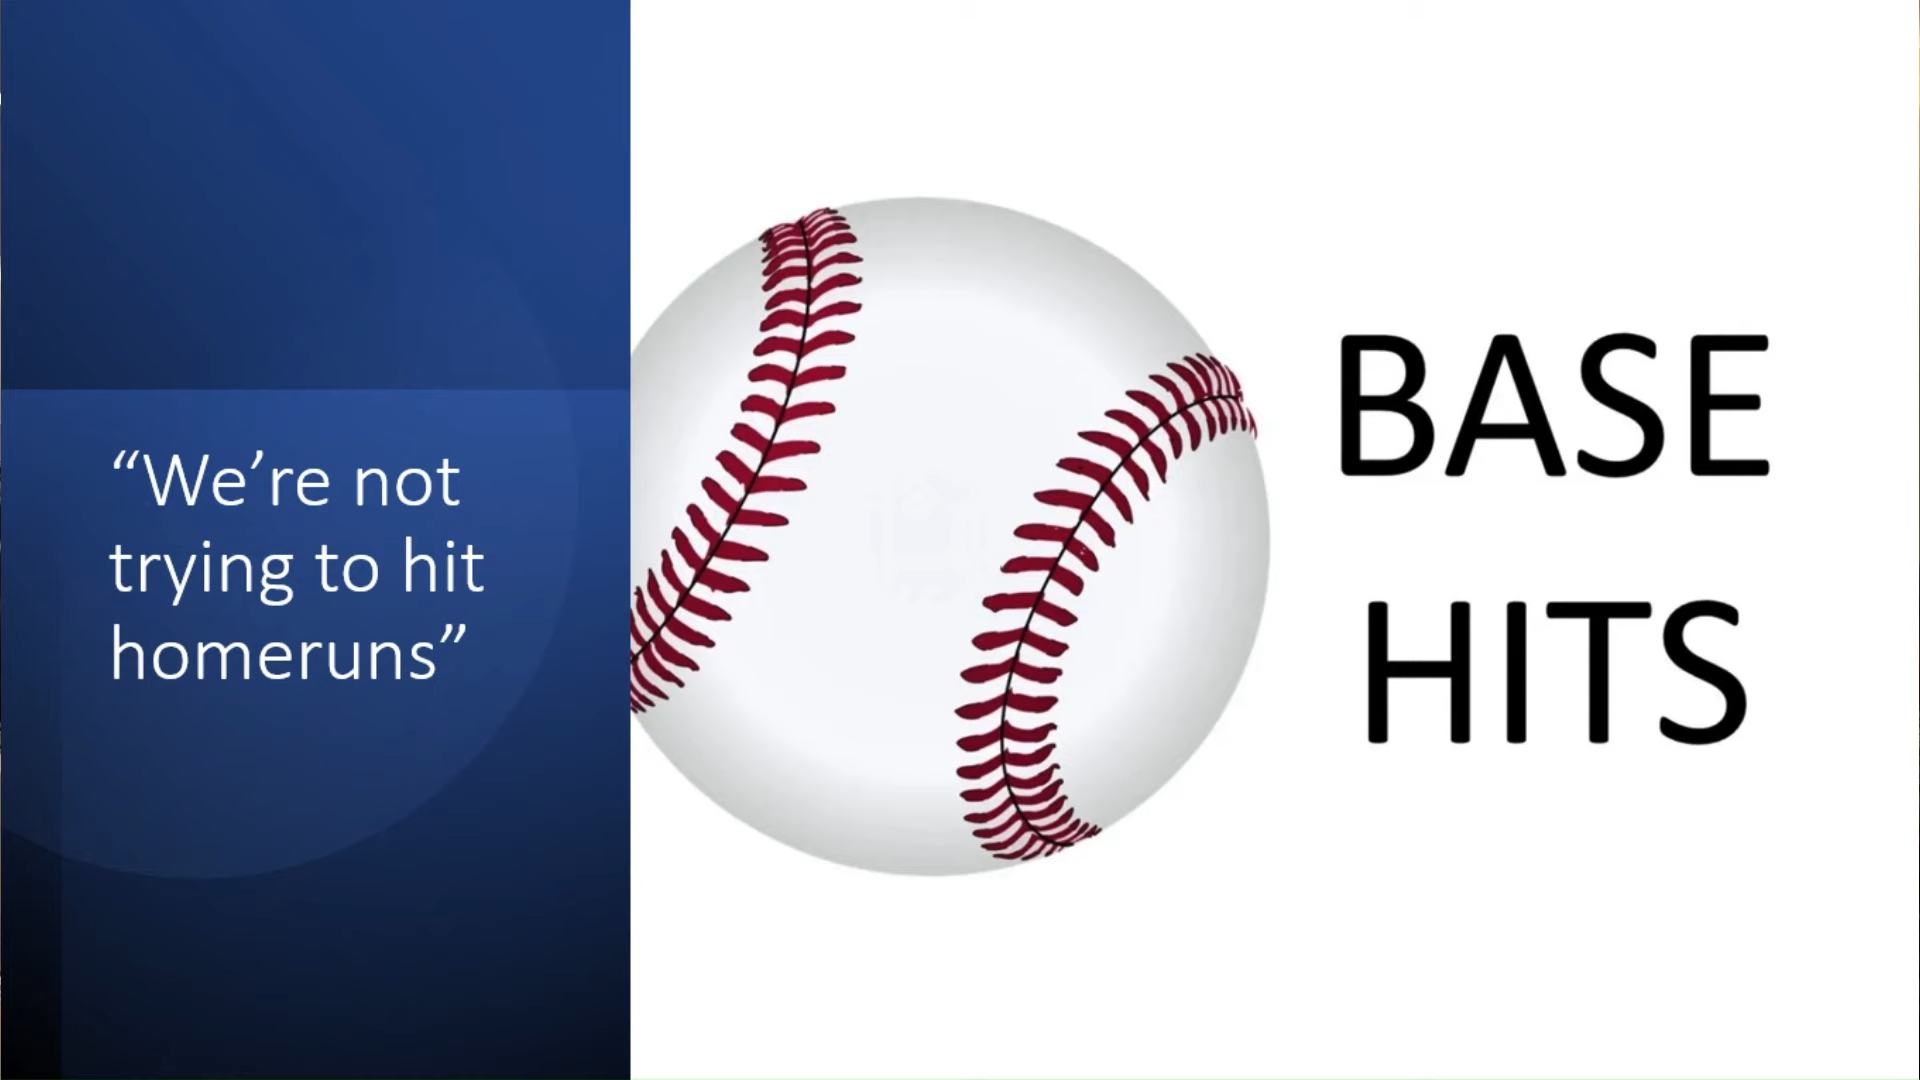 “We’re not
trying to hit
homeruns”
BASE
HITS